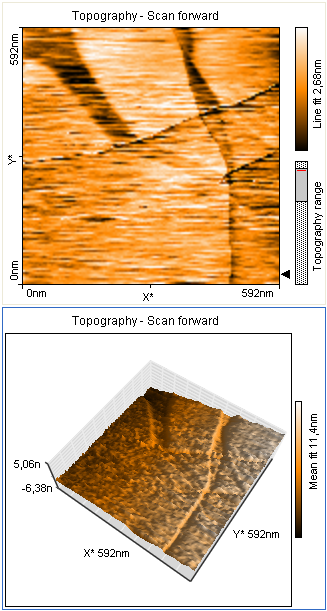 Topography - Scan forward
592nm
Y*
0nm
0nm
X*
592nm
Line fit 2,68nm
Topography range
Topography - Scan forward
5,06n
-6,38n
X* 592nm
Y* 592nm
Mean fit 11,4nm